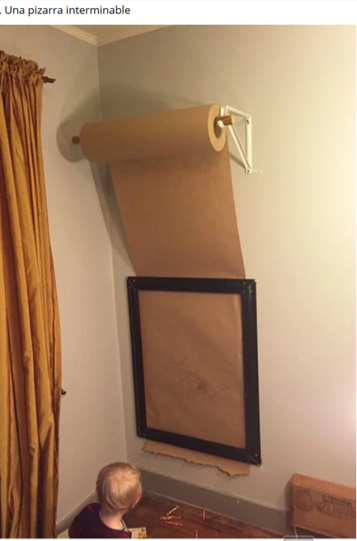 . Una pizarra interminable